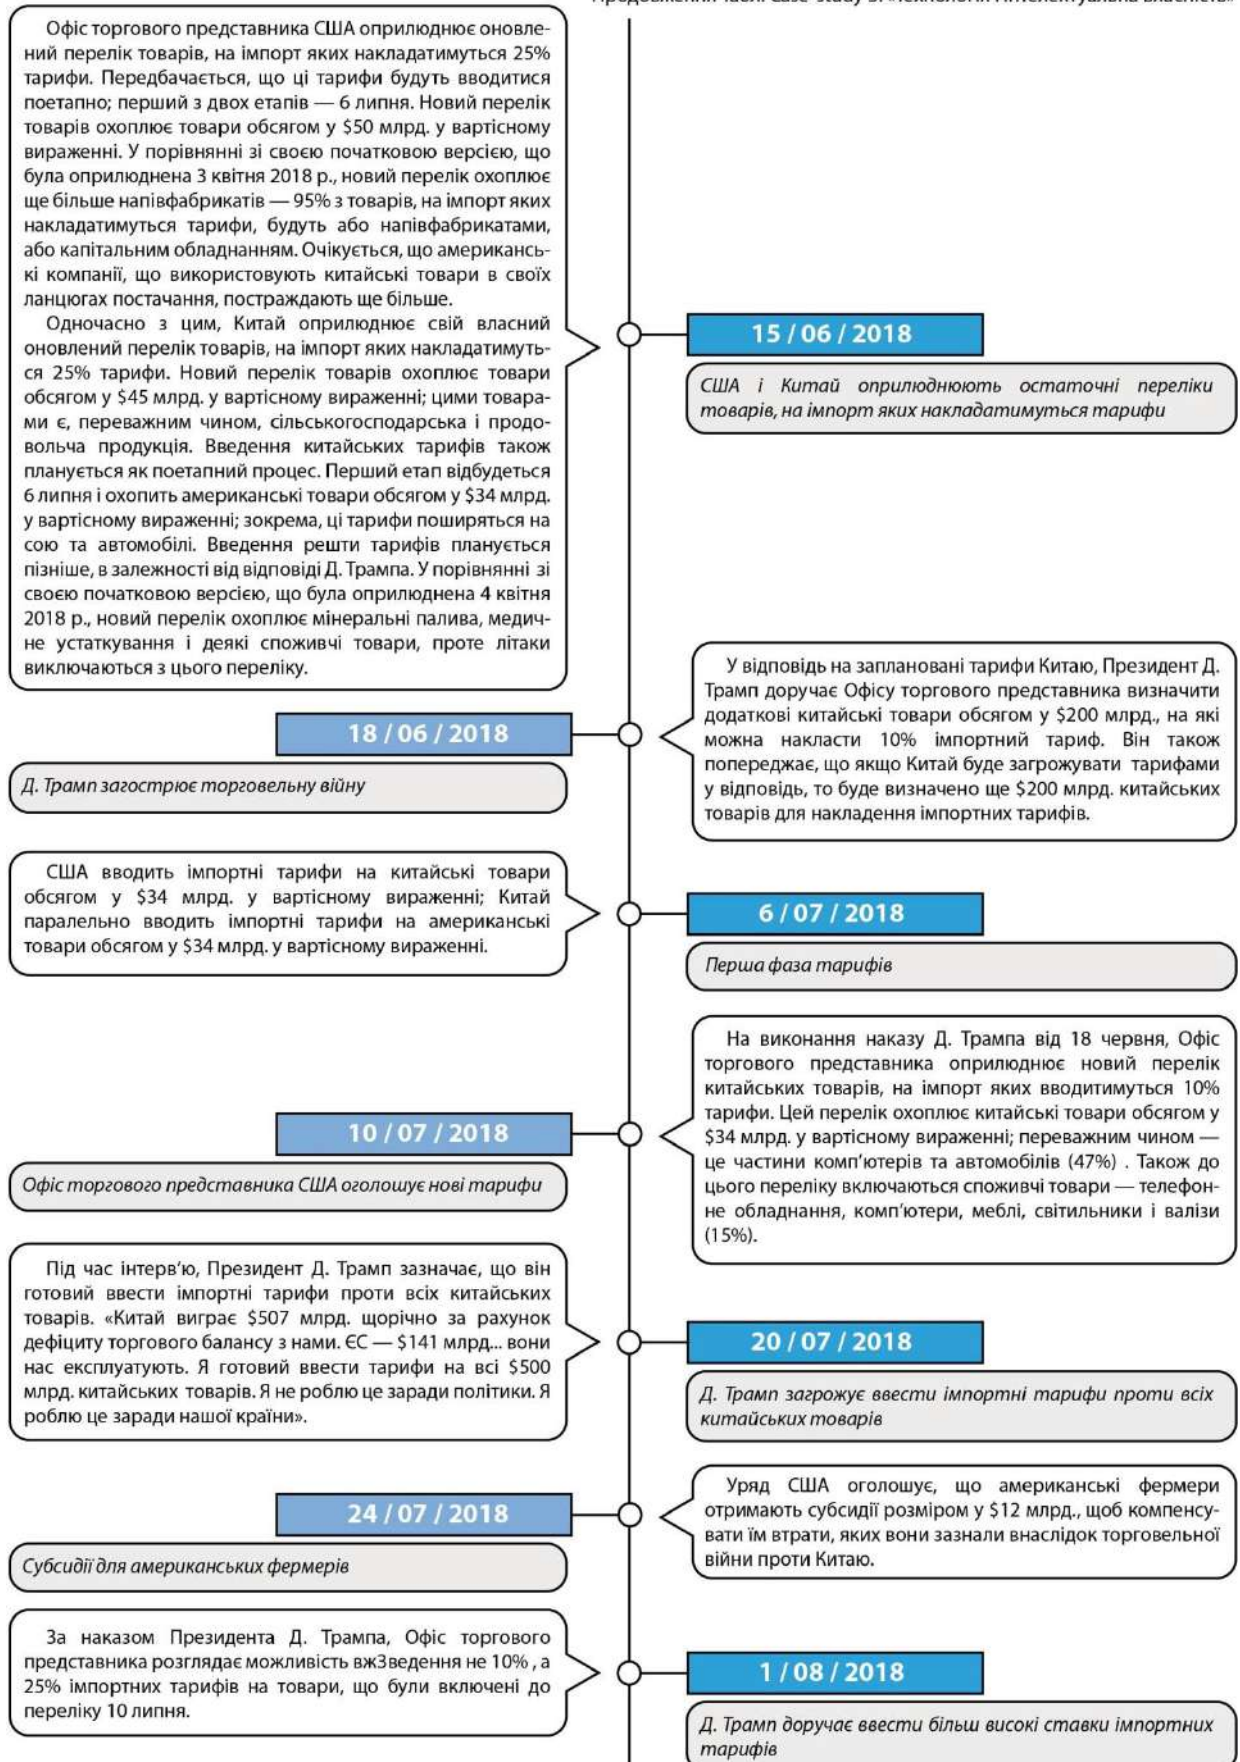 Продовження часл. Case-study 3. «Технології і інтелектуальна власність»
Офіс торгового представника США оприлюднює оновле-
ний перелік товарів, на імпорт яких накладатимуться 25%
тарифи. Передбачається, що ці тарифи будуть вводитися
поетапно; перший з двох етапів — 6 липня. Новий перелік
товарів охоплює товари обсягом у $50 млрд. у вартісному
вираженні. У порівнянні зі своєю початковою версією, що
була оприлюднена 3 квітня 2018 р., новий перелік охоплює
ще більше напівфабрикатів — 95% з товарів, на імпорт яких
накладатимуться тарифи, будуть або напівфабрикатами,
або капітальним обладнанням. Очікується, що американсь-
кі компанії, що використовують китайські товари в своїх
ланцюгах постачання, постраждають ще більше.
Одночасно з цим, Китай оприлюднює свій власний
оновлений перелік товарів, на імпорт яких накладатимуть-
ся 25% тарифи. Новий перелік товарів охоплює товари
обсягом у $45 млрд. у вартісному вираженні; цими товара-
ми є, переважним чином, сільськогосподарська і продо-
вольча продукція. Введення китайських тарифів також
планується як поетапний процес. Перший етап відбудеться
6 липня і охопить американські товари обсягом у $34 млрд.
у вартісному вираженні; зокрема, ці тарифи поширяться на
сою та автомобілі. Введення решти тарифів планується
пізніше, в залежності від відповіді Д. Трампа. У порівнянні зі
своєю початковою версією, що була оприлюднена 4 квітня
2018 р., новий перелік охоплює мінеральні палива, медич-
не устаткування і деякі споживчі товари, проте літаки
виключаються з цього переліку.
15 / 06 / 2018
США і Китай оприлюднюють остаточні переліки
товарів, на імпорт яких накладатимуться тарифи
18 / 06 / 2018
Д. Трамп загострює торговельну війну
У відповідь на заплановані тарифи Китаю, Президент Д.
Трамп доручає Офісу торгового представника визначити
додаткові китайські товари обсягом у $200 млрд., на які
можна накласти 10% імпортний тариф. Він також
попереджає, що якщо Китай буде загрожувати тарифами
у відповідь, то буде визначено ще $200 млрд. китайських
товарів для накладення імпортних тарифів.
США вводить імпортні тарифи на китайські товари
обсягом у $34 млрд. у вартісному вираженні; Китай
паралельно вводить імпортні тарифи на американські
товари обсягом у $34 млрд. у вартісному вираженні.
6 / 07 / 2018
Перша фаза тарифів
10 / 07 / 2018
Офіс торгового представника США оголошує нові тарифи
На виконання наказу Д. Трампа від 18 червня, Офіс
торгового представника оприлюднює новий перелік
китайських товарів, на імпорт яких вводитимуться 10%
тарифи. Цей перелік охоплює китайські товари обсягом у
$34 млрд. у вартісному вираженні; переважним чином —
це частини комп'ютерів та автомобілів (47%) . Також до
цього переліку включаються споживчі товари — телефон-
не обладнання, комп'ютери, меблі, світильники і валізи
(15%).
Під час інтерв'ю, Президент Д. Трамп зазначає, що він
готовий ввести імпортні тарифи проти всіх китайських
товарів. «Китай виграє $507 млрд. щорічно за рахунок
дефіциту торгового балансу з нами. ЄС — $141 млрд... вони
нас експлуатують. Я готовий ввести тарифи на всі $500
млрд. китайських товарів. Я не роблю це заради політики. Я
роблю це заради нашої країни».
20 / 07 / 2018
Д. Трамп загрожує ввести імпортні тарифи проти всіх
китайських товарів
24 / 07 / 2018
Субсидії для американських фермерів
Уряд США оголошує, що американські фермери
отримають субсидії розміром у $12 млрд., щоб компенсу-
вати їм втрати, яких вони зазнали внаслідок торговельної
війни проти Китаю.
За наказом Президента Д. Трампа, Офіс торгового
представника розглядає можливість вжЗведення не 10% , а
25% імпортних тарифів на товари, що були включені до
переліку 10 липня.
1 / 08 / 2018
Д. Трамп доручає ввести більш високі ставки імпортних
тарифів